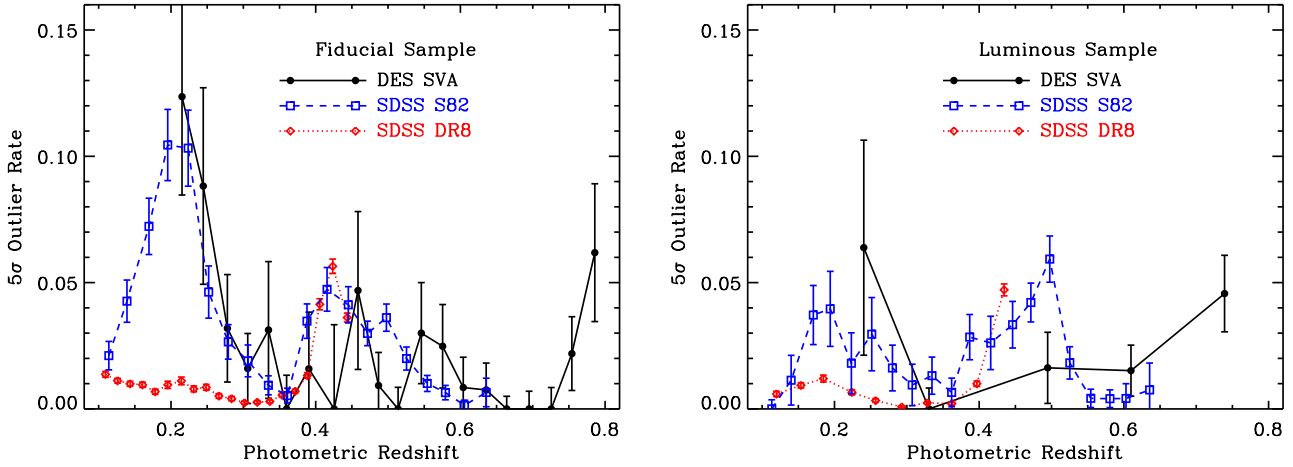 Fiducial Sample
DES SVA
SDSS S82
SDSS DR8
5σ Outlier Rate
0.15
0.10
0.05
0.00
0.2 0.4 0.6 0.8
Photometric Redshift
Luminous Sample
DES SVA
SDSS S82
SDSS DR8
5σ Outlier Rate
0.15
0.10
0.05
0.00
0.2 0.4 0.6 0.8
Photometric Redshift